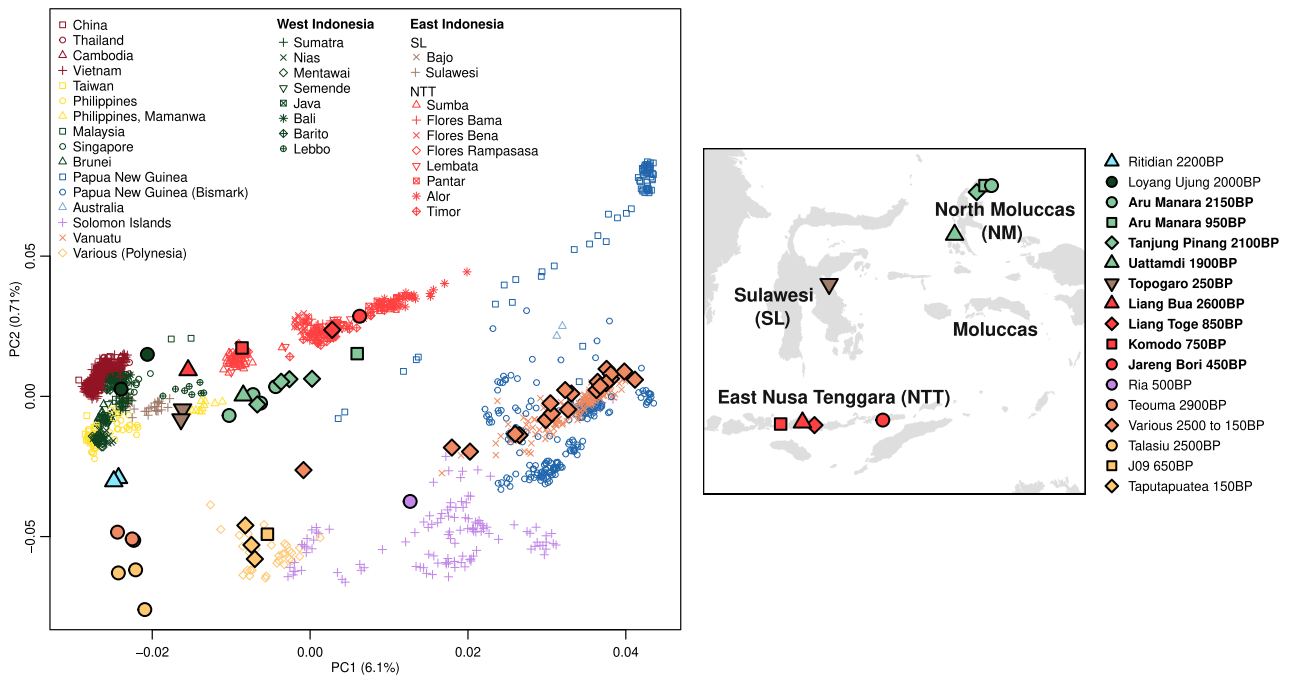 China
Thailand
Cambodia
Vietnam
Taiwan
Philippines
Philippines, Mamanwa
Malaysia
Singapore
Brunei
Papua New Guinea
Papua New Guinea (Bismark)
Australia
Solomon Islands
Vanuatu
Various (Polynesia)
West Indonesia
Sumatra
Nias
Mentawai
Semende
Java
Bali
Barito
Lebbo
East Indonesia
SL
Bajo
Sulawesi
NTT
Sumba
Flores Bama
Flores Bena
Flores Rampasasa
Lembata
Pantar
Alor
Timor
PC2 (0.71%)
0.05
0.00
−0.05
−0.02
0.00
0.02
0.04
PC1 (6.1%)
North Moluccas
(NM)
Sulawesi
(SL)
Moluccas
East Nusa Tenggara (NTT)
Ritidian 2200BP
Loyang Ujung 2000BP
Aru Manara 2150BP
Aru Manara 950BP
Tanjung Pinang 2100BP
Uattamdi 1900BP
Topogaro 250BP
Liang Bua 2600BP
Liang Toge 850BP
Komodo 750BP
Jareng Bori 450BP
Ria 500BP
Teouma 2900BP
Various 2500 to 150BP
Talasiu 2500BP
J09 650BP
Taputapuatea 150BP